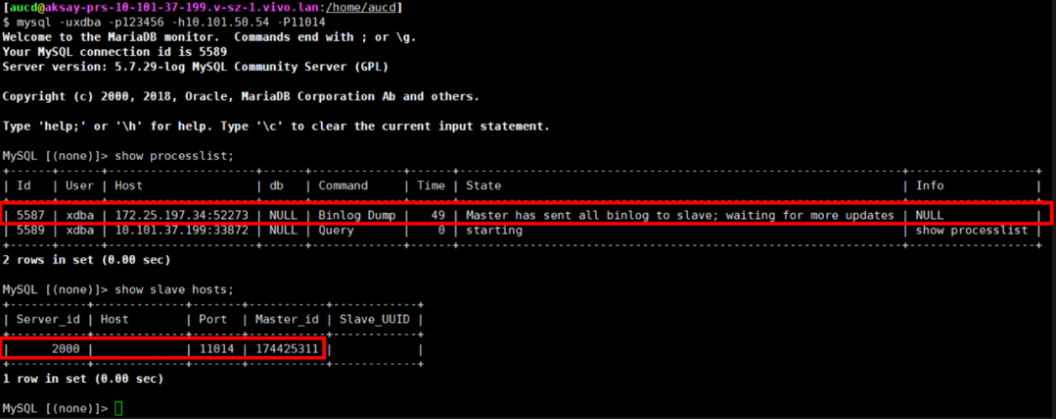 [aucd@aksay-prs-10-101-37-199.v-sz-1.vivo.lan:/home/aucd]
$ mysql -uxdba -p123456 -h10.101.50.54 -P11014
Welcome to the MariaDB monitor.  Commands end with ; or \g.
Your MySQL connection id is 5589
Server version: 5.7.29-log MySQL Community Server (GPL)
Copyright (c) 2000, 2018, Oracle, MariaDB Corporation Ab and others.
Type 'help;' or '\h' for help. Type '\c' to clear the current input statement.
MySQL [(none)]> show processlist;
| Id | User | Host | db | Command | Time | State | Info |
| 5587 | xdba | 172.25.197.34:52273 | NULL | Binlog Dump | 49 | Master has sent all binlog to slave; waiting for more updates | NULL |
| 5589 | xdba | 10.101.37.199:33872 | NULL | Query | 0 | starting | show processlist |
2 rows in set (0.00 sec)
MySQL [(none)]> show slave hosts;
| Server_id | Host | Port | Master_id | Slave_UUID |
| 2000 | | 11014 | 174425311 | |
1 row in set (0.00 sec)
MySQL [(none)]>